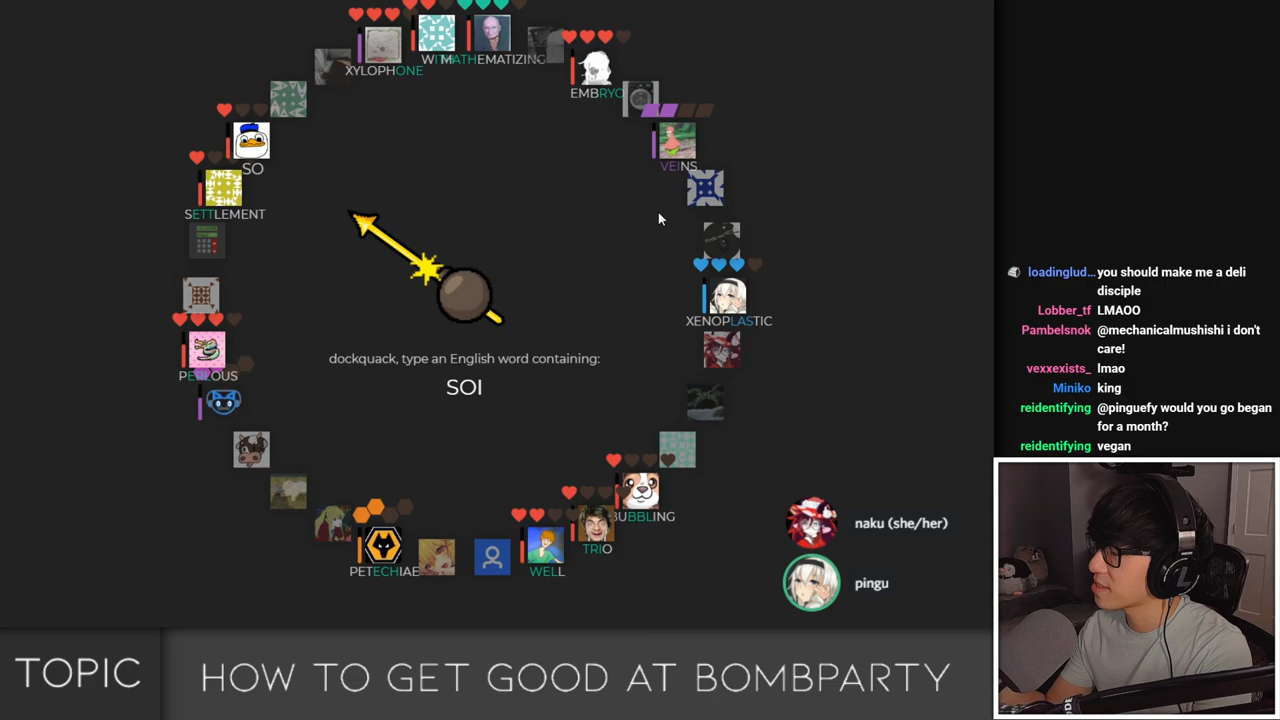 XYLOPHONE
WITH
MATHEMATIZING
EMBRYO
VEINS
SO
SETTLEMENT
XENOPLASTIC
PERLOUS
BUBBLING
TRIO
WELL
PETECHIAE
dockquack, type an English word containing:
SOI
naku (she/her)
pingu
loadinglud... you should make me a deli
disciple
Lobber_tf LMAOO
Pambelsnok @mechanicalmushishi i don't
care!
vexxexists_ lmao
Miniko king
reidentifying @pinguefy would you go began
for a month?
reidentifying vegan
TOPIC
HOW TO GET GOOD AT BOMBPARTY